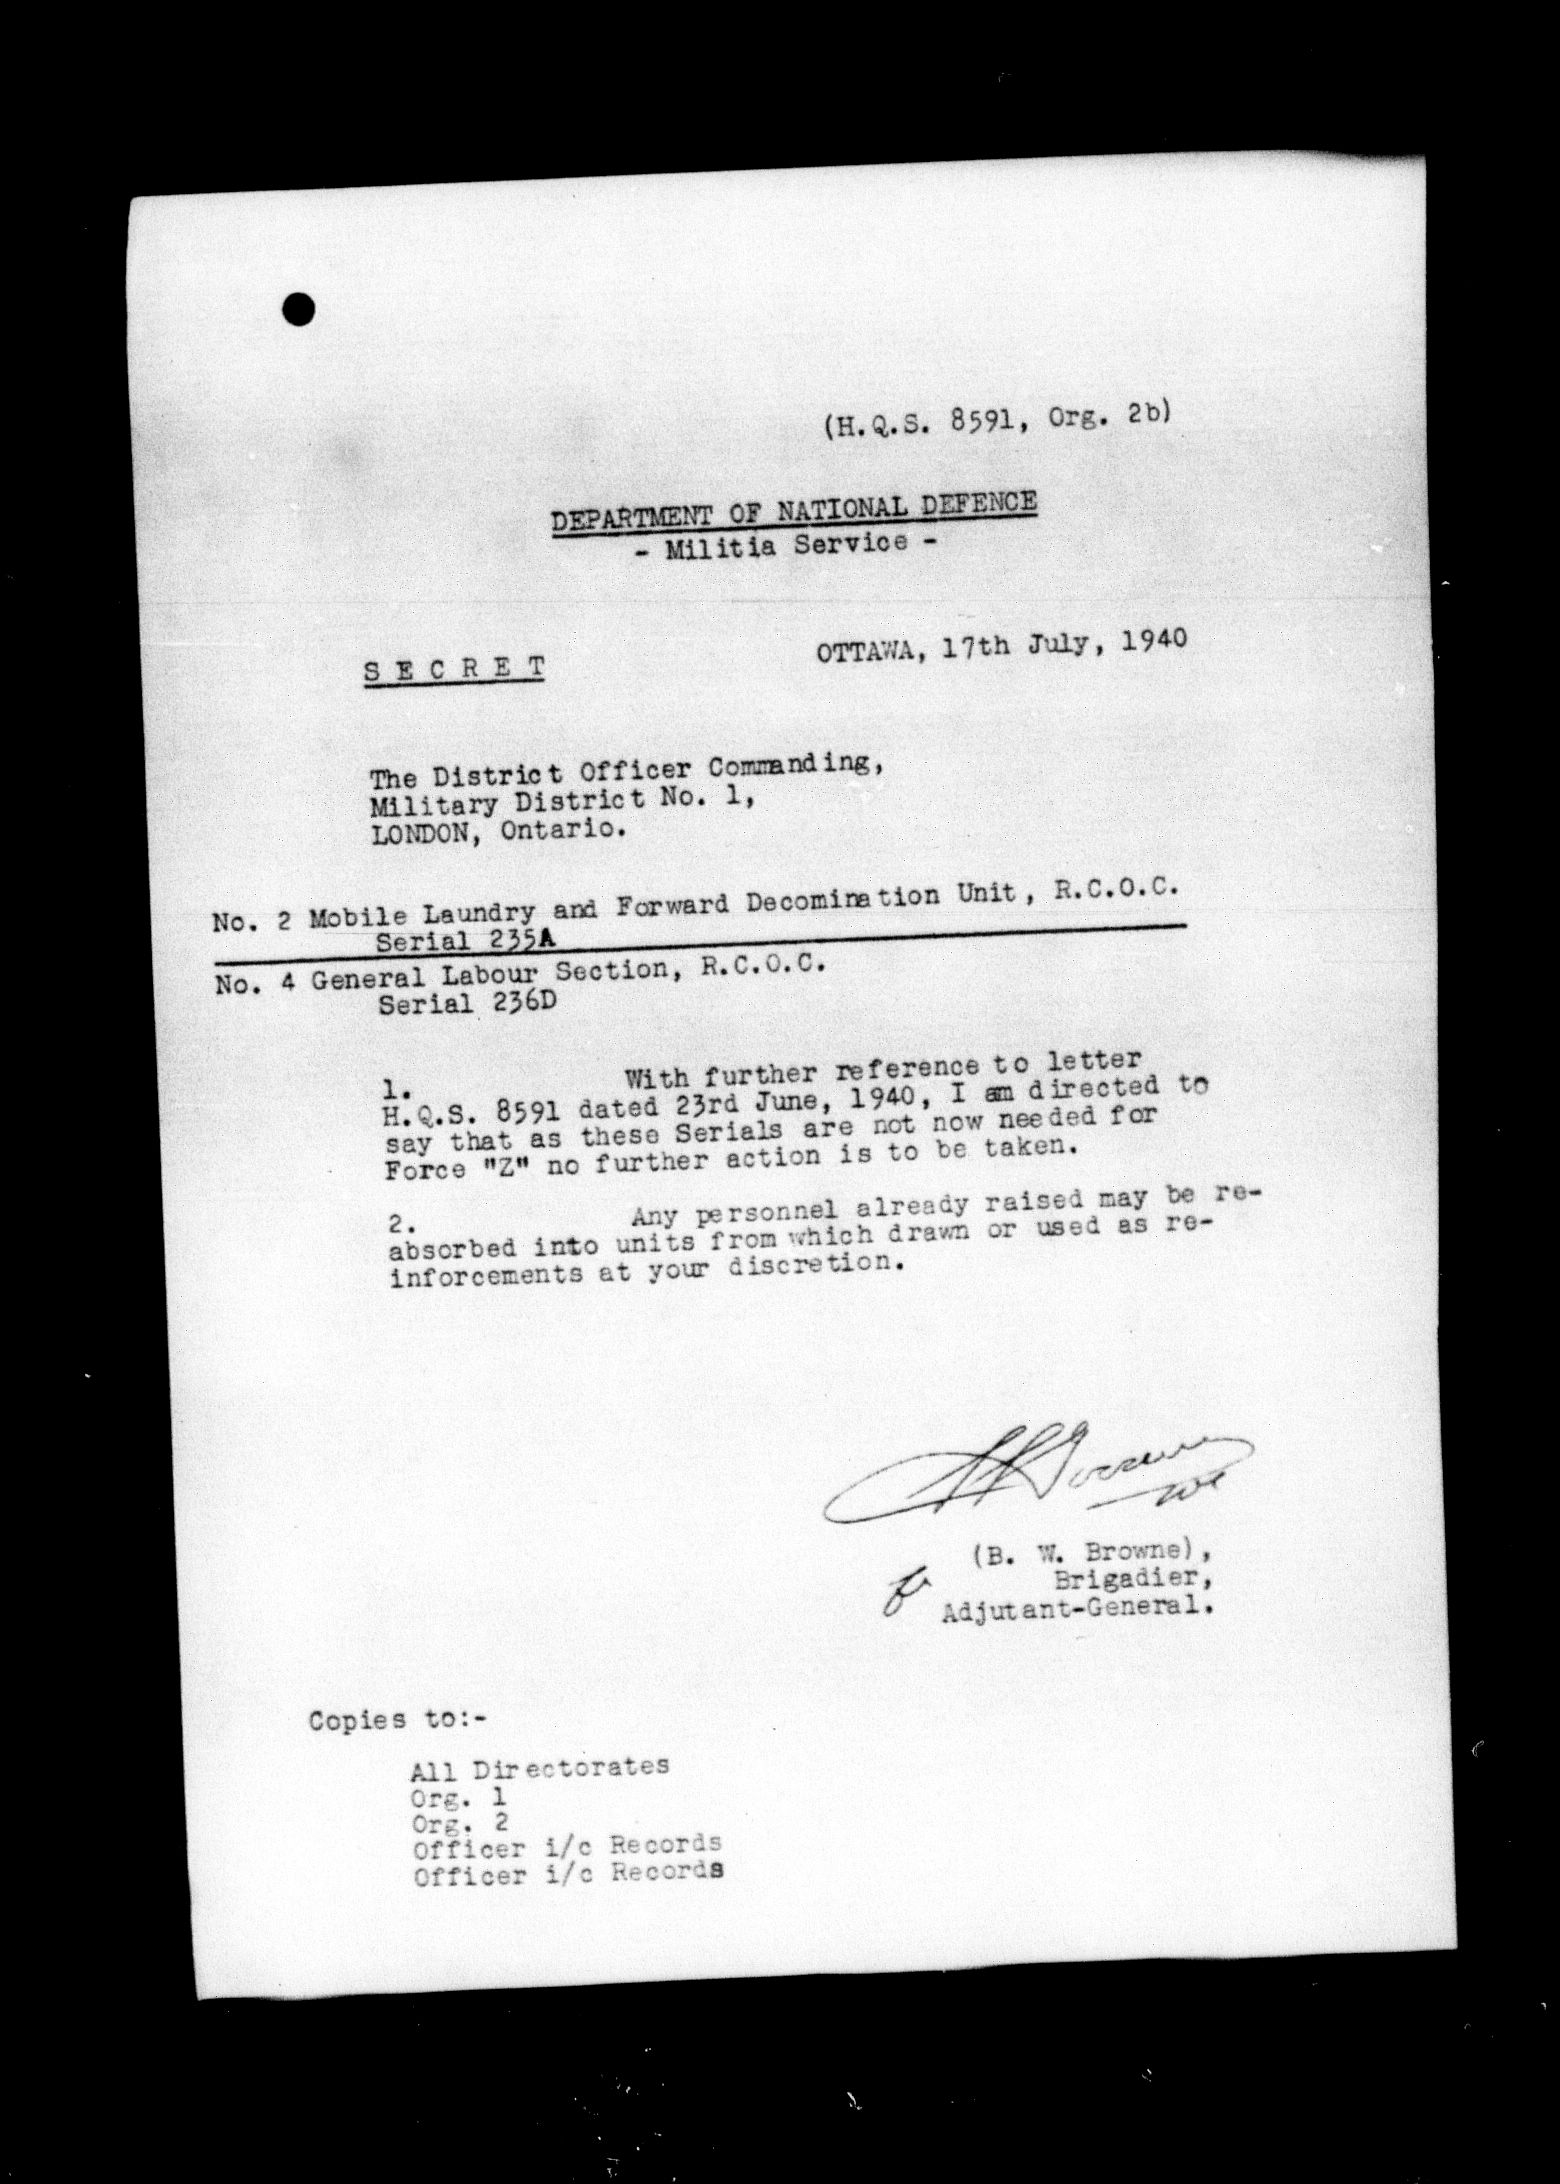 (H.Q.S. 8591, Org. 2b)
DEPARTMENT OF NATIONAL DEFENCE
- Militia Service -
S E C R E T
OTTAWA, 17th July, 1940
The District Officer Commanding,
Military District No. 1,
LONDON, Ontario.
No. 2 Mobile Laundry and Forward Decomination Unit, R.C.O.C.
Serial 235A
No. 4 General Labour Section, R.C.O.C.
Serial 236D
1. With further reference to letter
H.Q.S. 8591 dated 23rd June, 1940, I am directed to
say that as these Serials are not now needed for
Force "Z" no further action is to be taken.
2. Any personnel already raised may be re-
absorbed into units from which drawn or used as re-
inforcements at your discretion.
(B. W. Browne),
Brigadier,
Adjutant-General.
Copies to:-
All Directorates
Org. 1
Org. 2
Officer i/c Records
Officer i/c Records